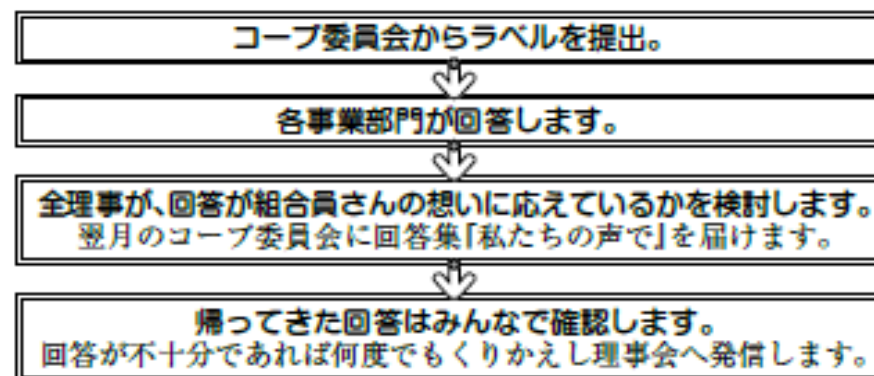 コープ委員会からラベルを提出。
各事業部門が回答します。
全理事が、回答が組合員さんの想いに応えているかを検討します。
翌月のコープ委員会に回答集「私たちの声で」を届けます。
帰ってきた回答はみんなで確認します。
回答が不十分であれば何度でもくりかえし理事会へ発信します。